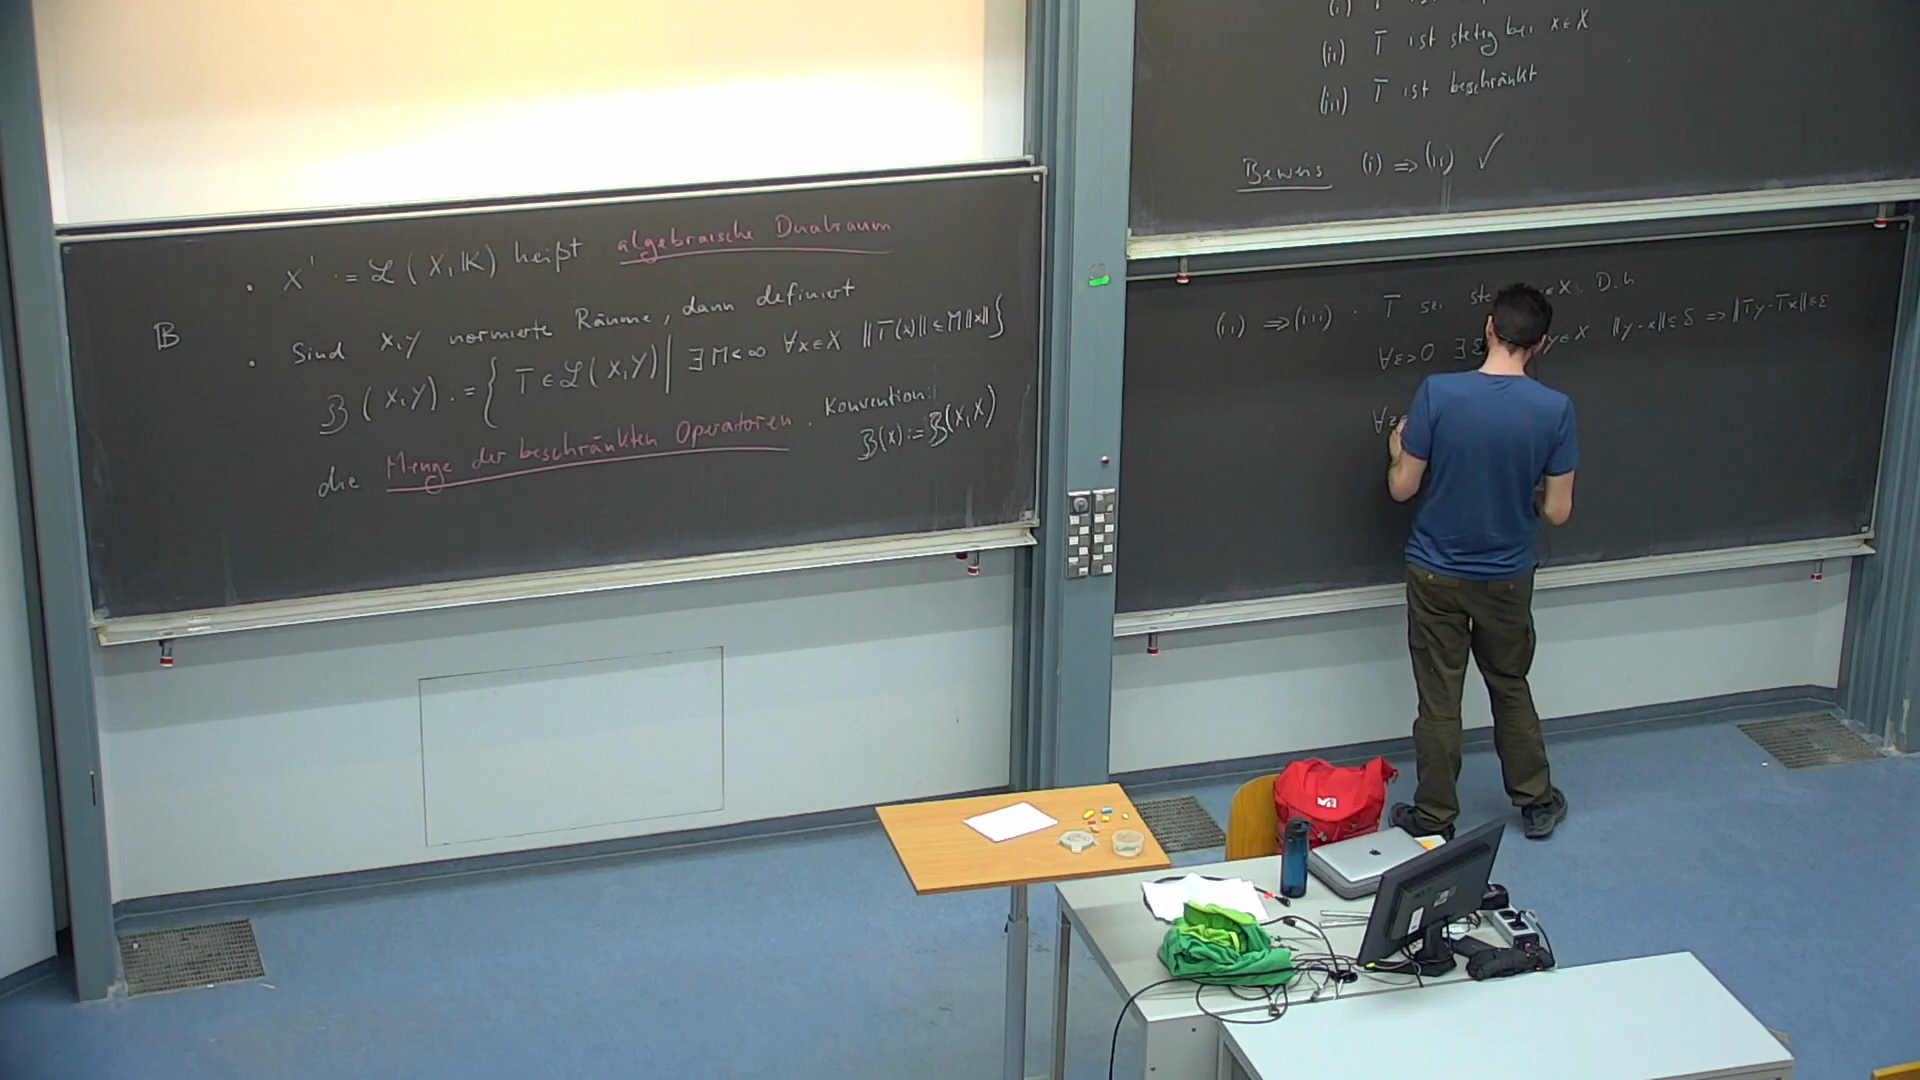 • X' := ℒ(X, 𝕂) heißt algebraische Dualraum
𝔹
• Sind X, Y normierte Räume, dann definiert
ℬ(X,Y) := { T ∈ ℒ(X,Y) | ∃ M < ∞ ∀x∈X ‖T(x)‖ ≤ M‖x‖ }
die Menge der beschränkten Operatoren. Konvention:
ℬ(X) := ℬ(X,X)
(i) T ist
(ii) T ist stetig bei x∈X
(iii) T ist beschränkt
Beweis (i) ⇒ (ii) ✓
(ii) ⇒ (iii) · T sei x∈X. D.h
∀ε>0 ∃ y∈X ‖y-x‖≤δ ⇒ ‖Ty-Tx‖≤ε
∀z